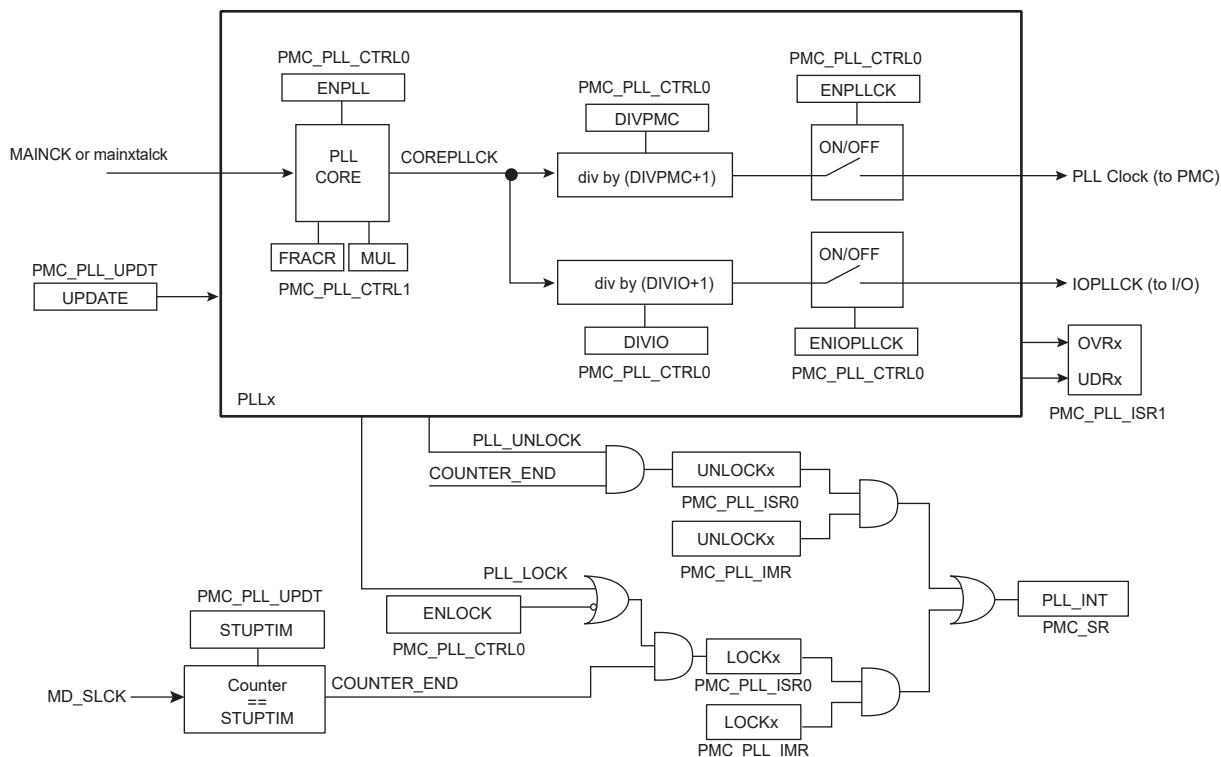 PMC_PLL_CTRL0
ENPLL
PLL
CORE
FRACR
MUL
PMC_PLL_CTRL1
MAINCK or mainxtalck
COREPLLCK
PMC_PLL_CTRL0
DIVPMC
div by (DIVPMC+1)
PMC_PLL_CTRL0
ENPLLCK
ON/OFF
PLL Clock (to PMC)
PMC_PLL_UPDT
UPDATE
div by (DIVIO+1)
DIVIO
PMC_PLL_CTRL0
ON/OFF
ENIOPLLCK
PMC_PLL_CTRL0
IOPLLCK (to I/O)
OVRx
UDRx
PMC_PLL_ISR1
PLLx
PLL_UNLOCK
COUNTER_END
UNLOCKx
PMC_PLL_ISR0
UNLOCKx
PMC_PLL_IMR
PLL_LOCK
ENLOCK
PMC_PLL_CTRL0
PMC_PLL_UPDT
STUPTIM
MD_SLCK
Counter
==
STUPTIM
COUNTER_END
LOCKx
PMC_PLL_ISR0
LOCKx
PMC_PLL_IMR
PLL_INT
PMC_SR